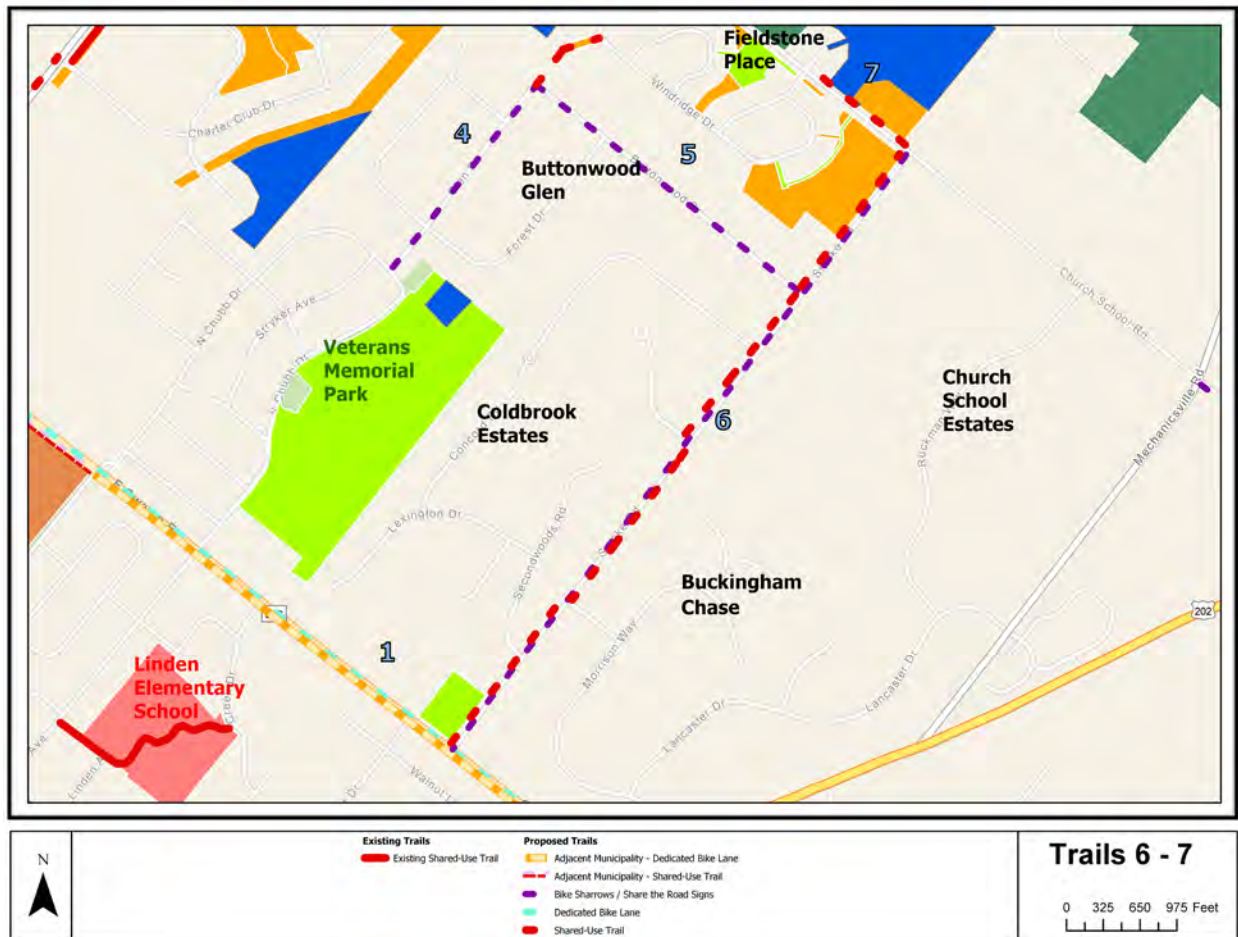 Fieldstone
Place
7
Charter Club Dr
Windridge Dr
4
5
Buttonwood
Glen
Forest Dr
N Chubb Dr
Stryker Ave
Church School Rd
Veterans
Memorial
Park
N Chubb Dr
Coldbrook
Estates
Concord
6
Church
School
Estates
Mechanicsville Rd
Lexington Dr
Secondwoods Rd
Buckingham
Chase
202
Morrison Way
1
Linden
Elementary
School
Lancaster Dr
Lancaster Dr
Ave
Linden
Walnut
N
Existing Trails
Existing Shared-Use Trail
Proposed Trails
Adjacent Municipality - Dedicated Bike Lane
Adjacent Municipality - Shared-Use Trail
Bike Sharrows / Share the Road Signs
Dedicated Bike Lane
Shared-Use Trail
Trails 6 - 7
0 325 650 975 Feet